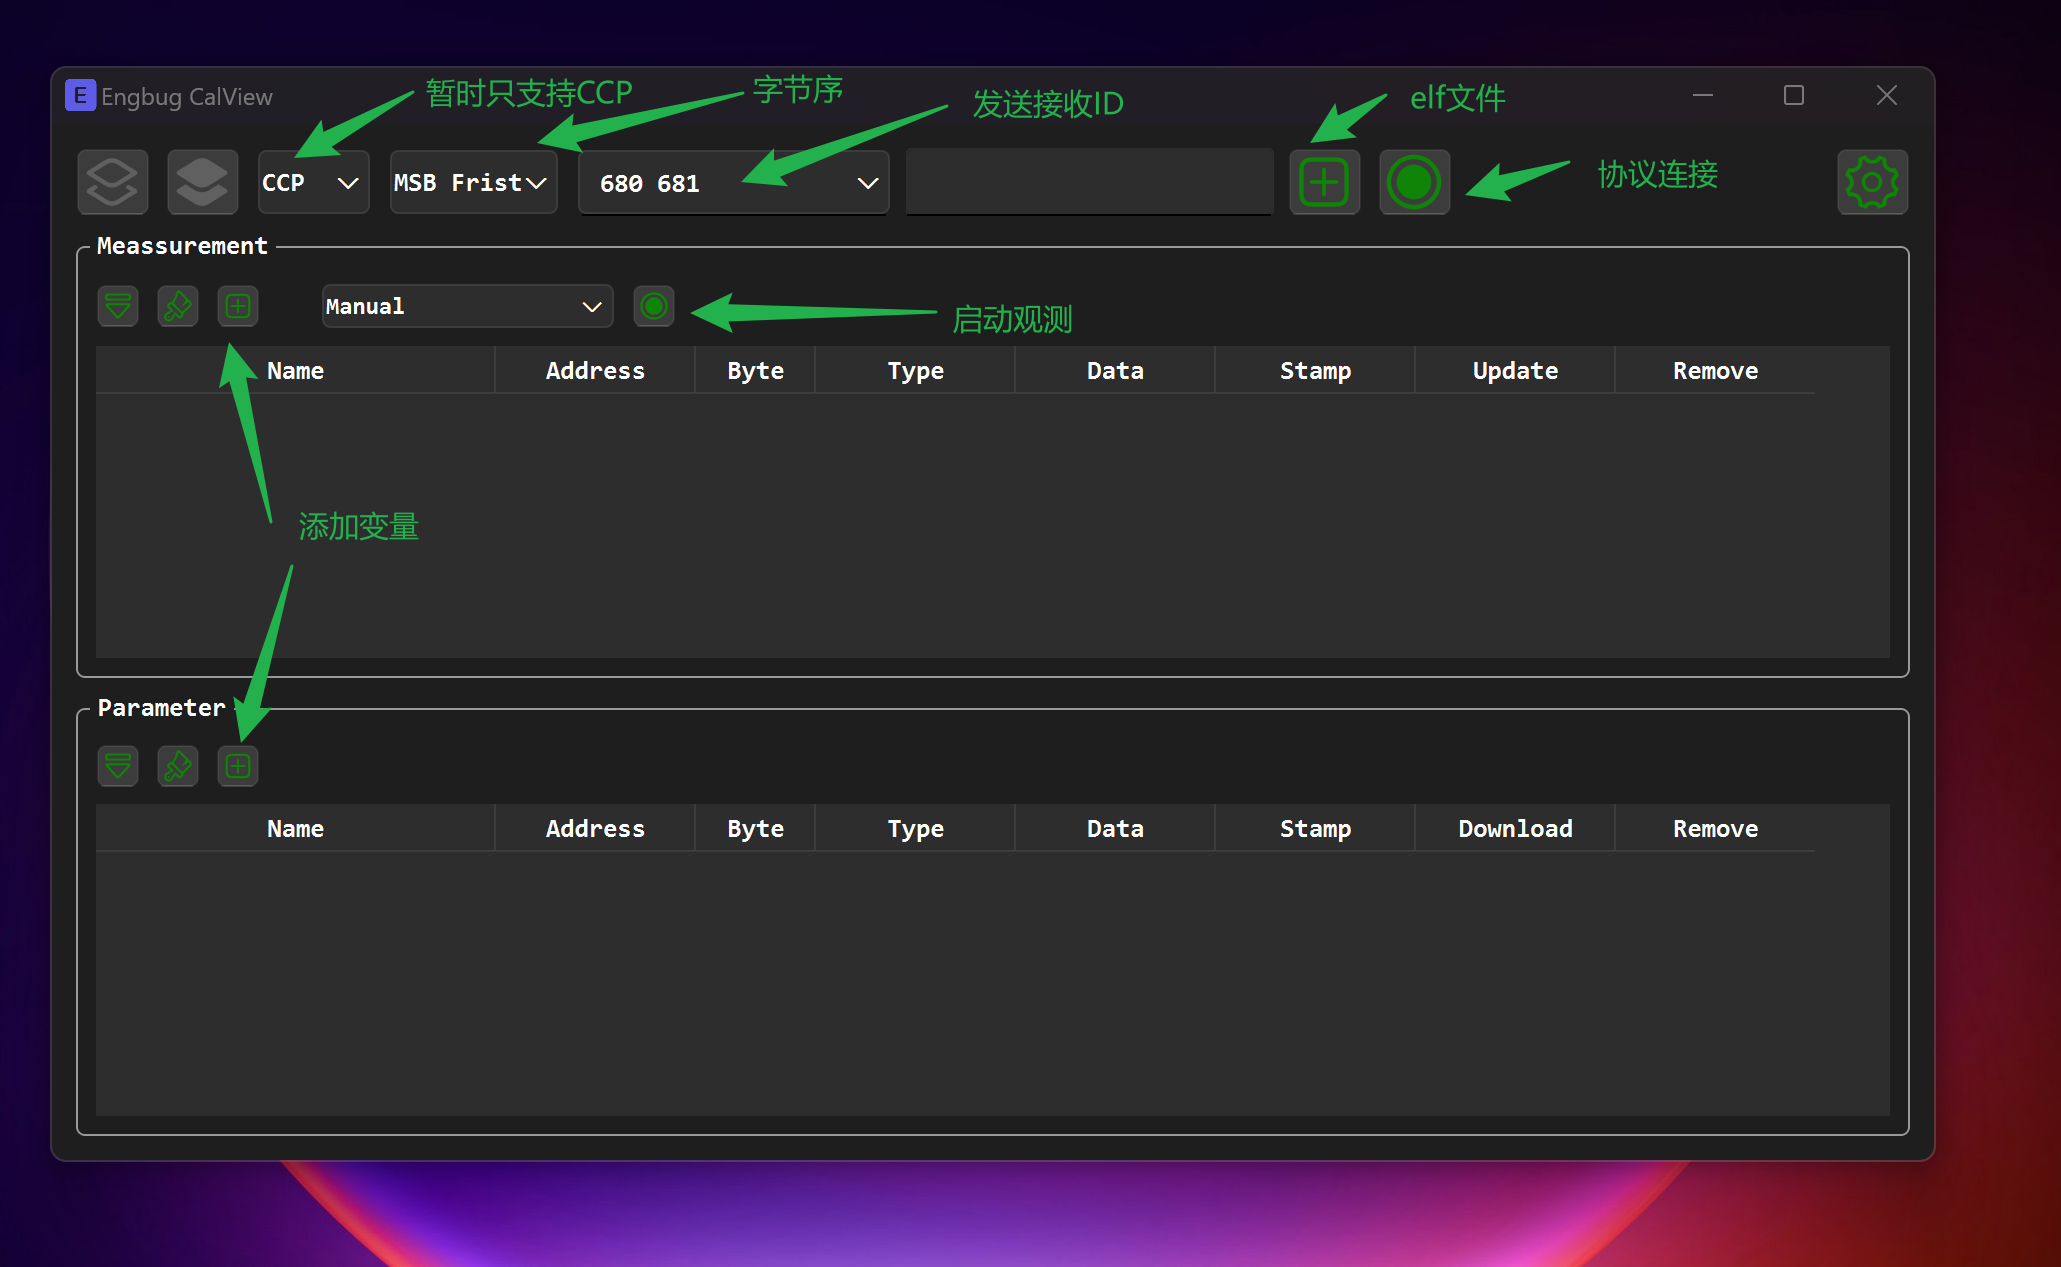 暂时只支持CCP
字节序
发送接收ID
elf文件
E Engbug CalView
协议连接
CCP
MSB Frist
680 681
Meassurement
Manual
启动观测
Name Address Byte Type Data Stamp Update Remove
添加变量
Parameter
Name Address Byte Type Data Stamp Download Remove